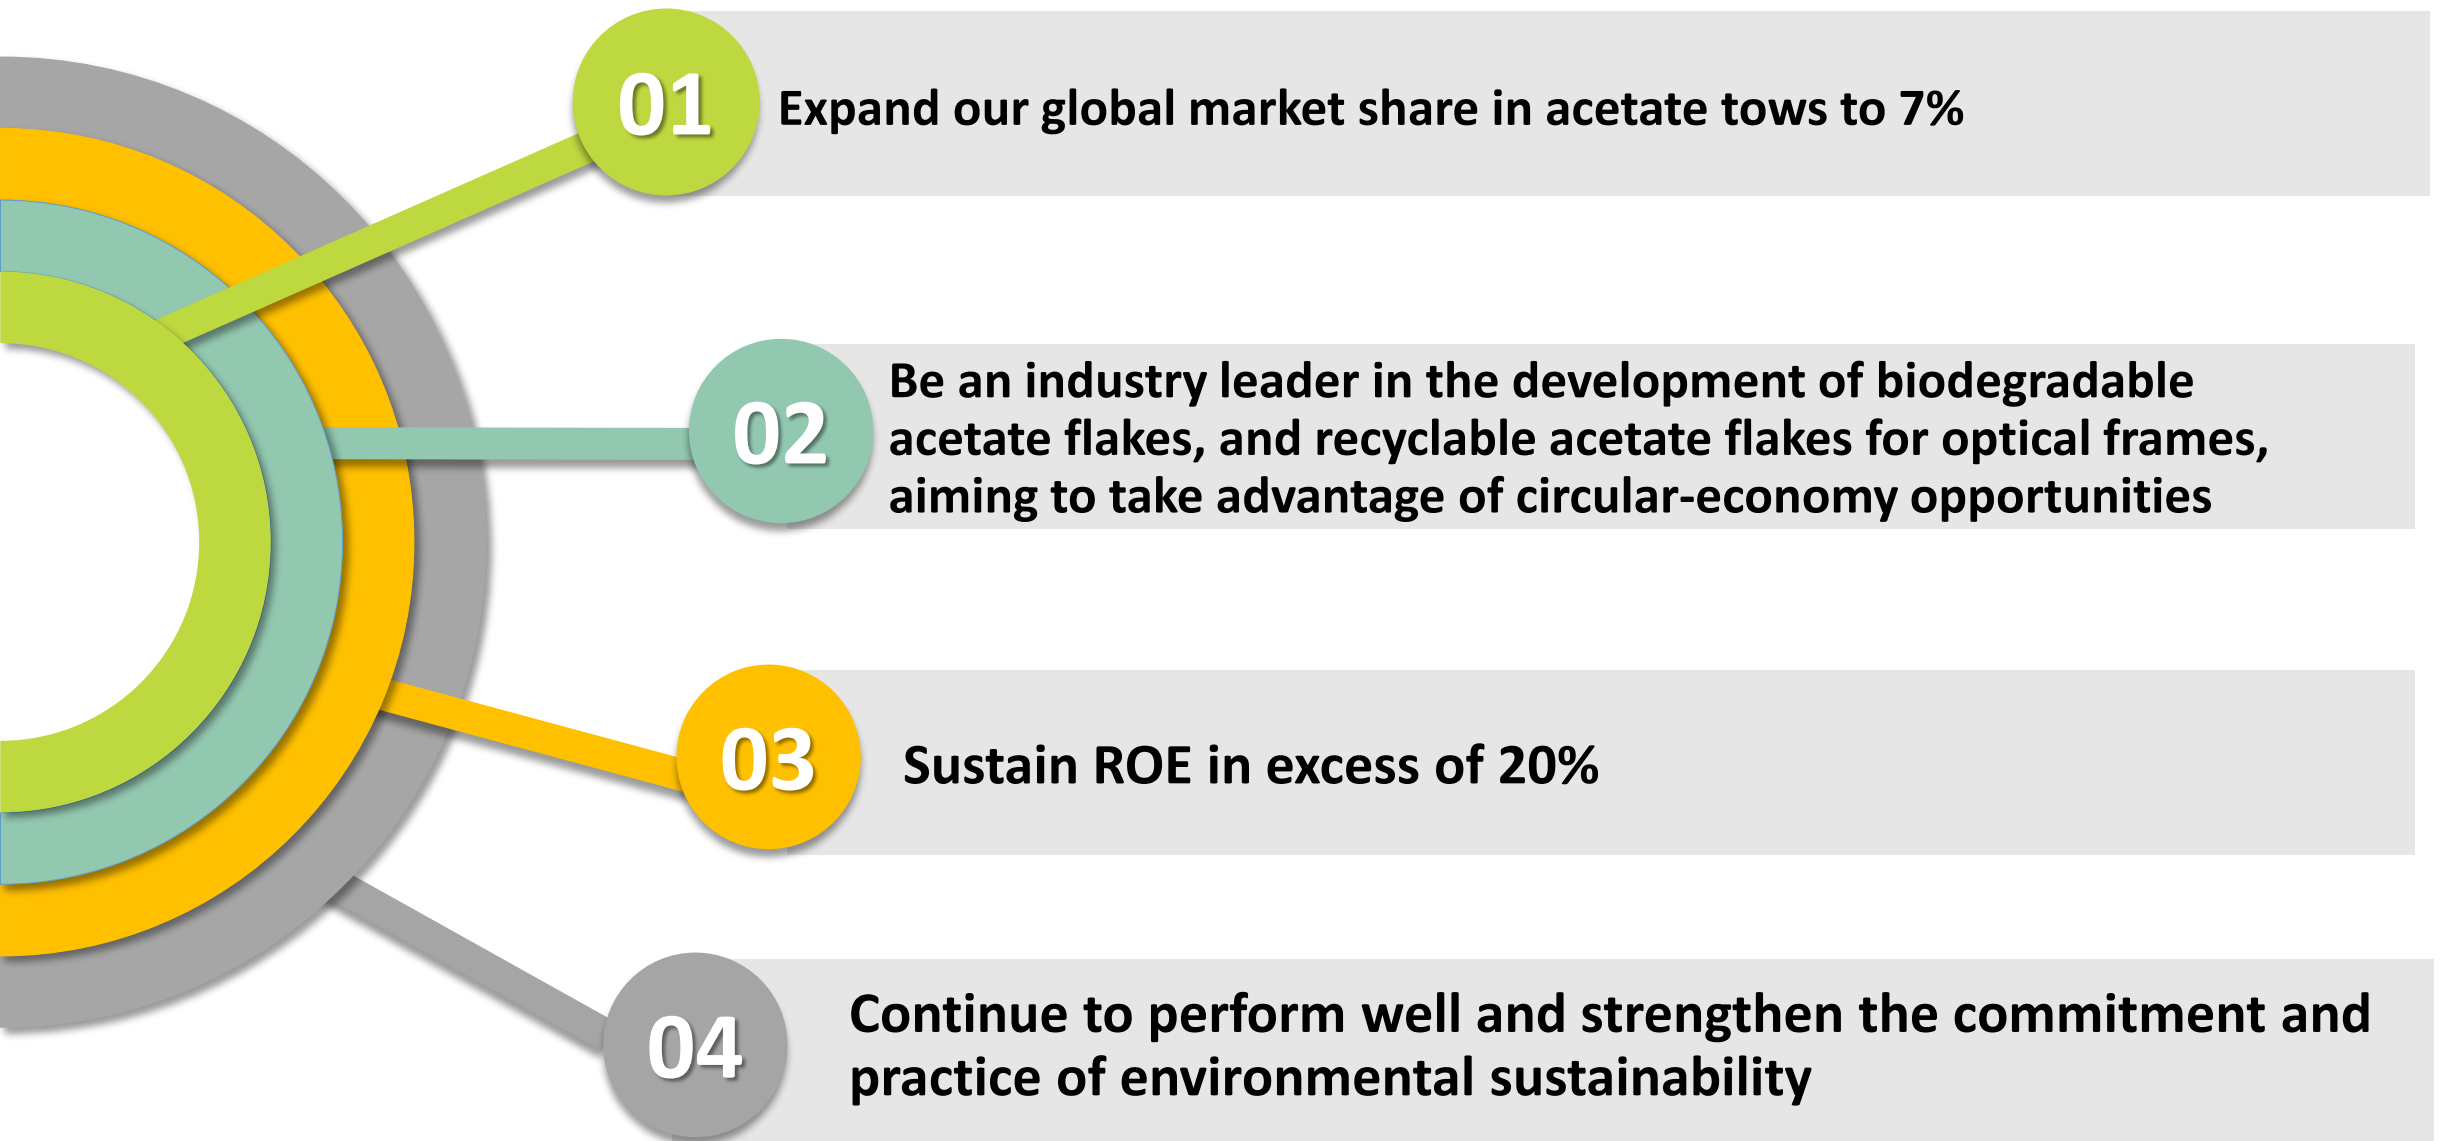 01
Expand our global market share in acetate tows to 7%
02
Be an industry leader in the development of biodegradable
acetate flakes, and recyclable acetate flakes for optical frames,
aiming to take advantage of circular-economy opportunities
03
Sustain ROE in excess of 20%
04
Continue to perform well and strengthen the commitment and
practice of environmental sustainability